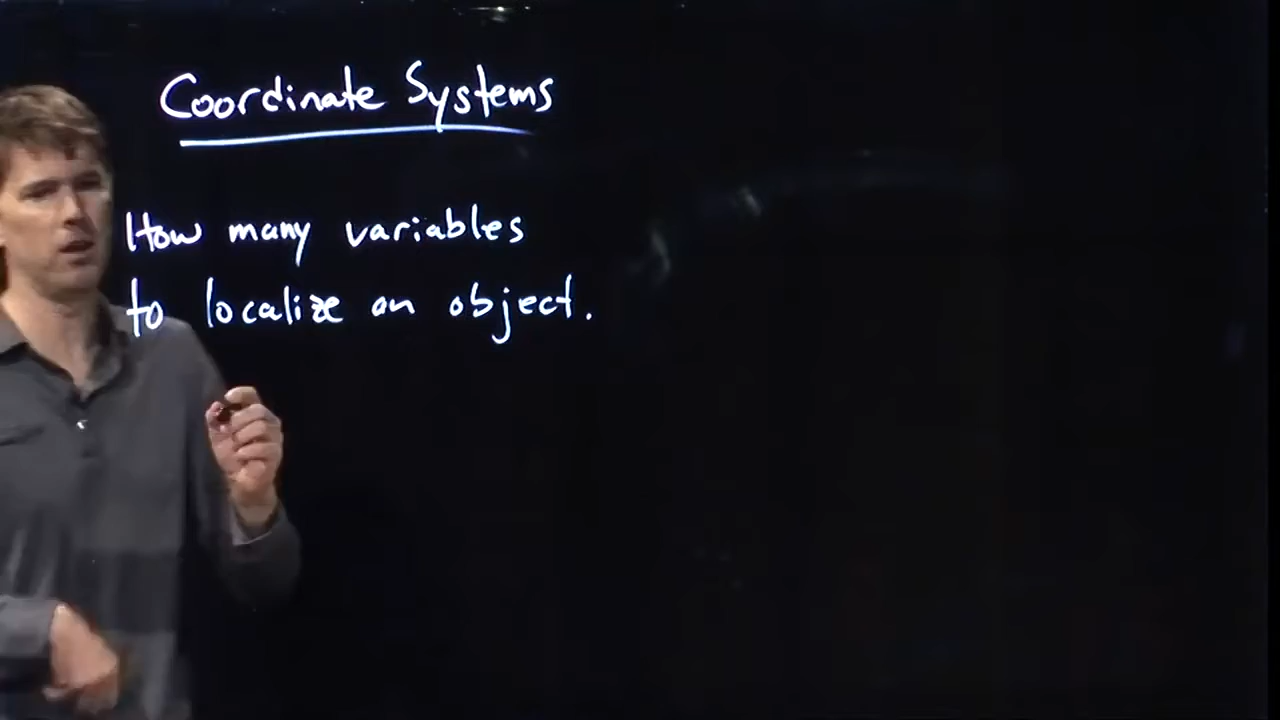 Coordinate Systems
How many variables
to localize an object.